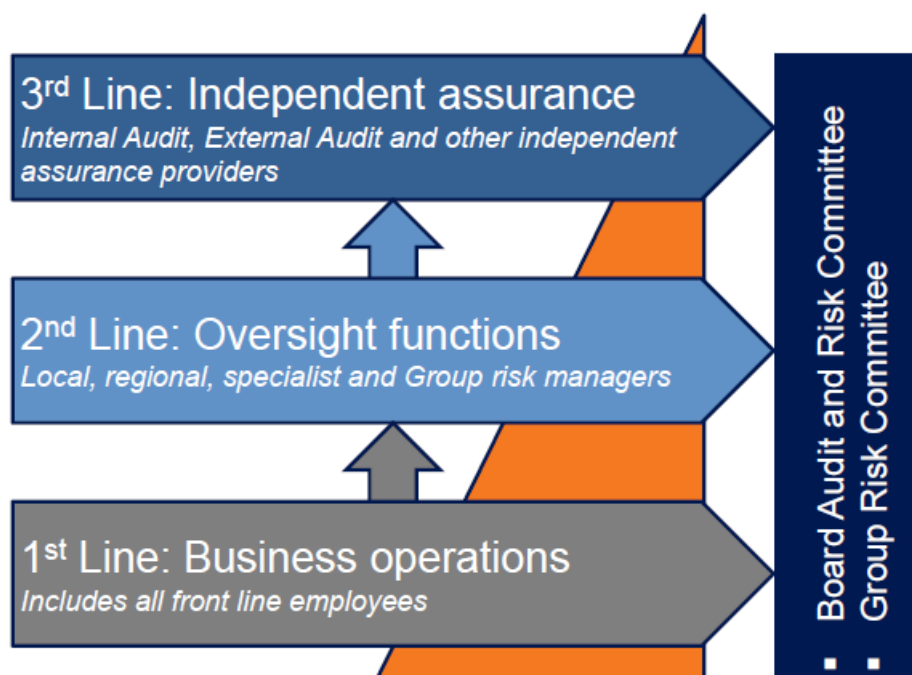 3rd Line: Independent assurance
Internal Audit, External Audit and other independent
assurance providers
2nd Line: Oversight functions
Local, regional, specialist and Group risk managers
1st Line: Business operations
Includes all front line employees
▪ Board Audit and Risk Committee
▪ Group Risk Committee